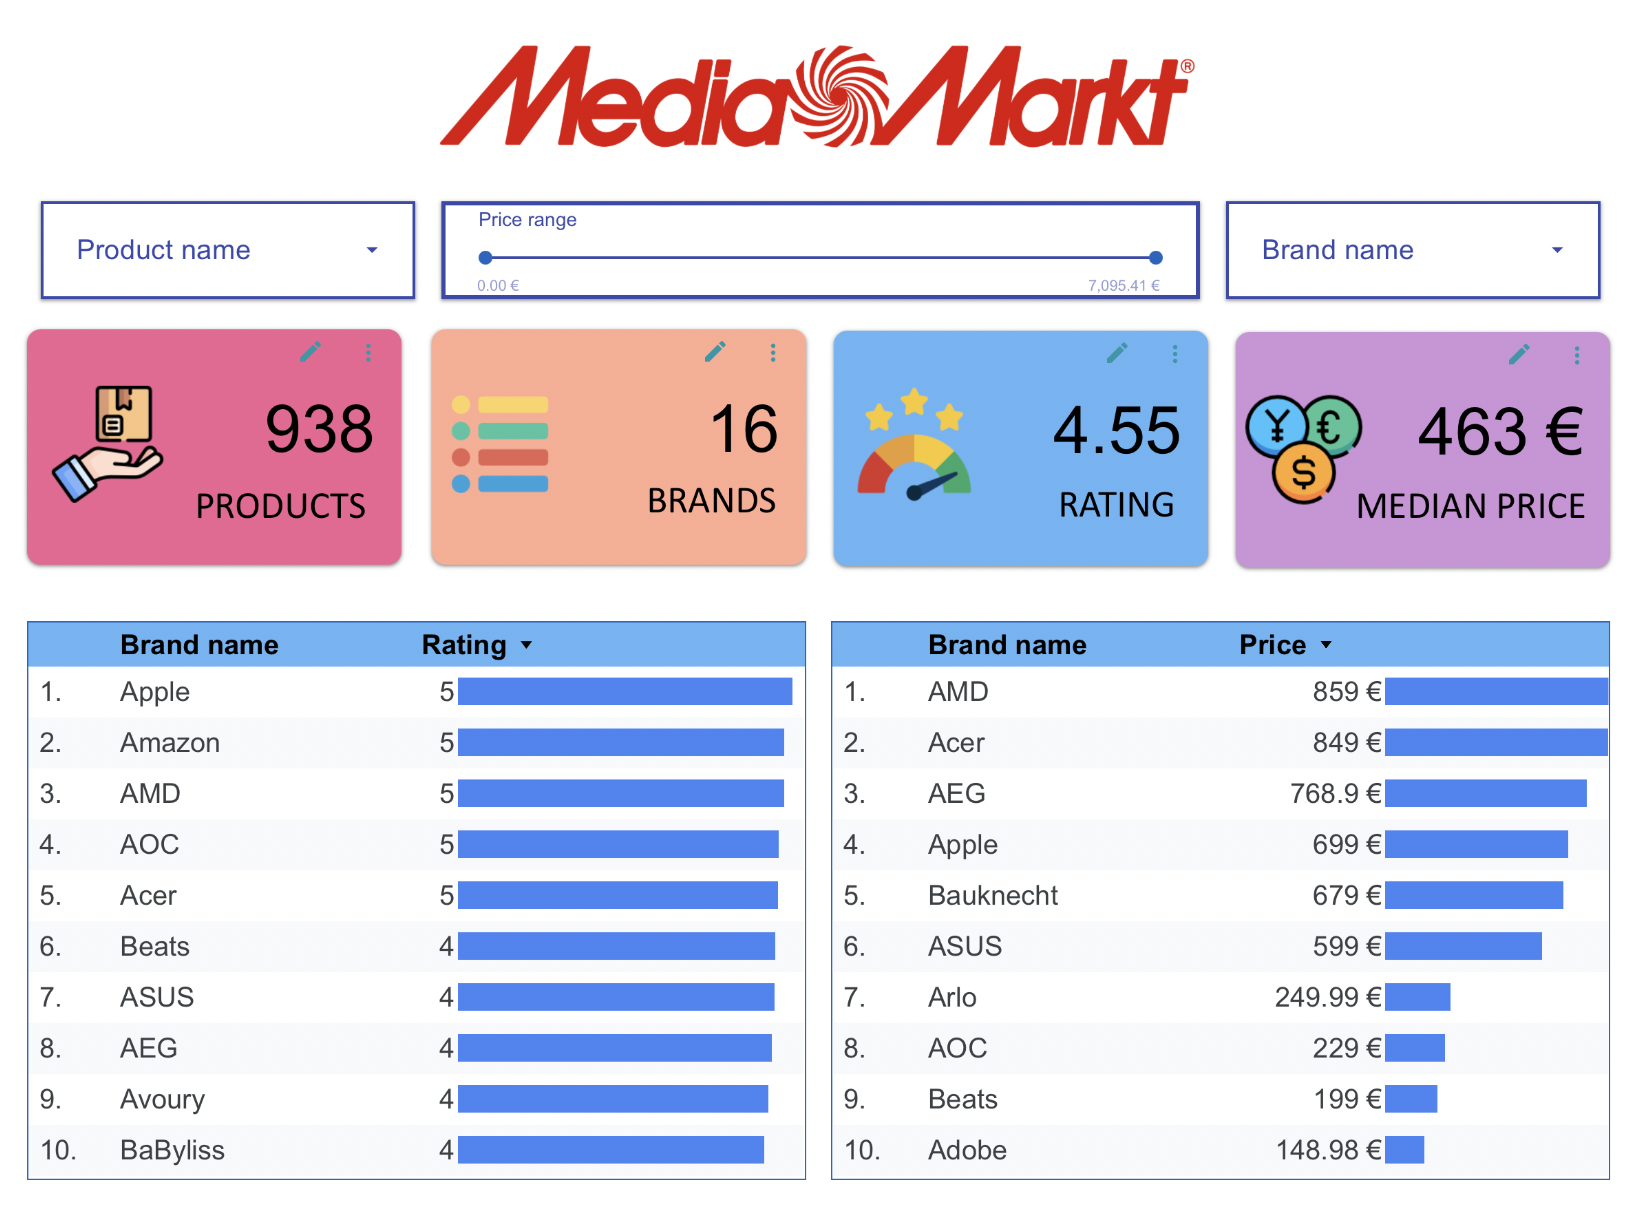 MediaMarkt®
Product name
Price range
0.00 €
7,095.41 €
Brand name
938
PRODUCTS
16
BRANDS
4.55
RATING
¥ € $
463 €
MEDIAN PRICE
Brand name Rating
1. Apple 5
2. Amazon 5
3. AMD 5
4. AOC 5
5. Acer 5
6. Beats 4
7. ASUS 4
8. AEG 4
9. Avoury 4
10. BaByliss 4
Brand name Price
1. AMD 859 €
2. Acer 849 €
3. AEG 768.9 €
4. Apple 699 €
5. Bauknecht 679 €
6. ASUS 599 €
7. Arlo 249.99 €
8. AOC 229 €
9. Beats 199 €
10. Adobe 148.98 €